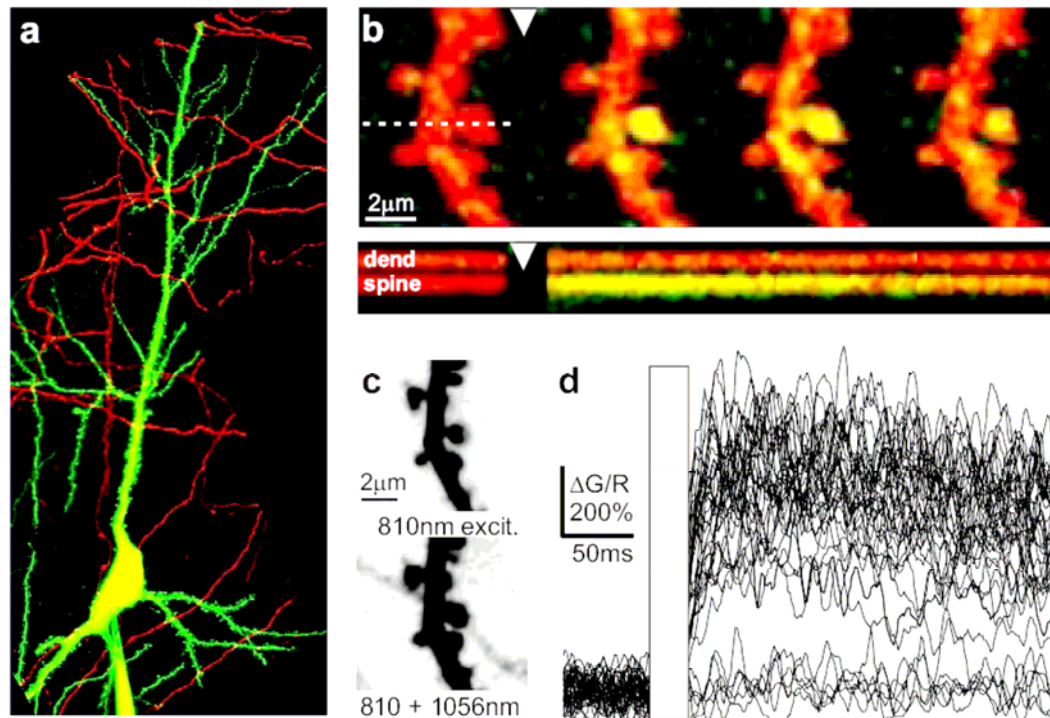 a
b
2μm
dend
spine
c
2μm
810nm excit.
810 + 1056nm
d
ΔG/R
200%
50ms